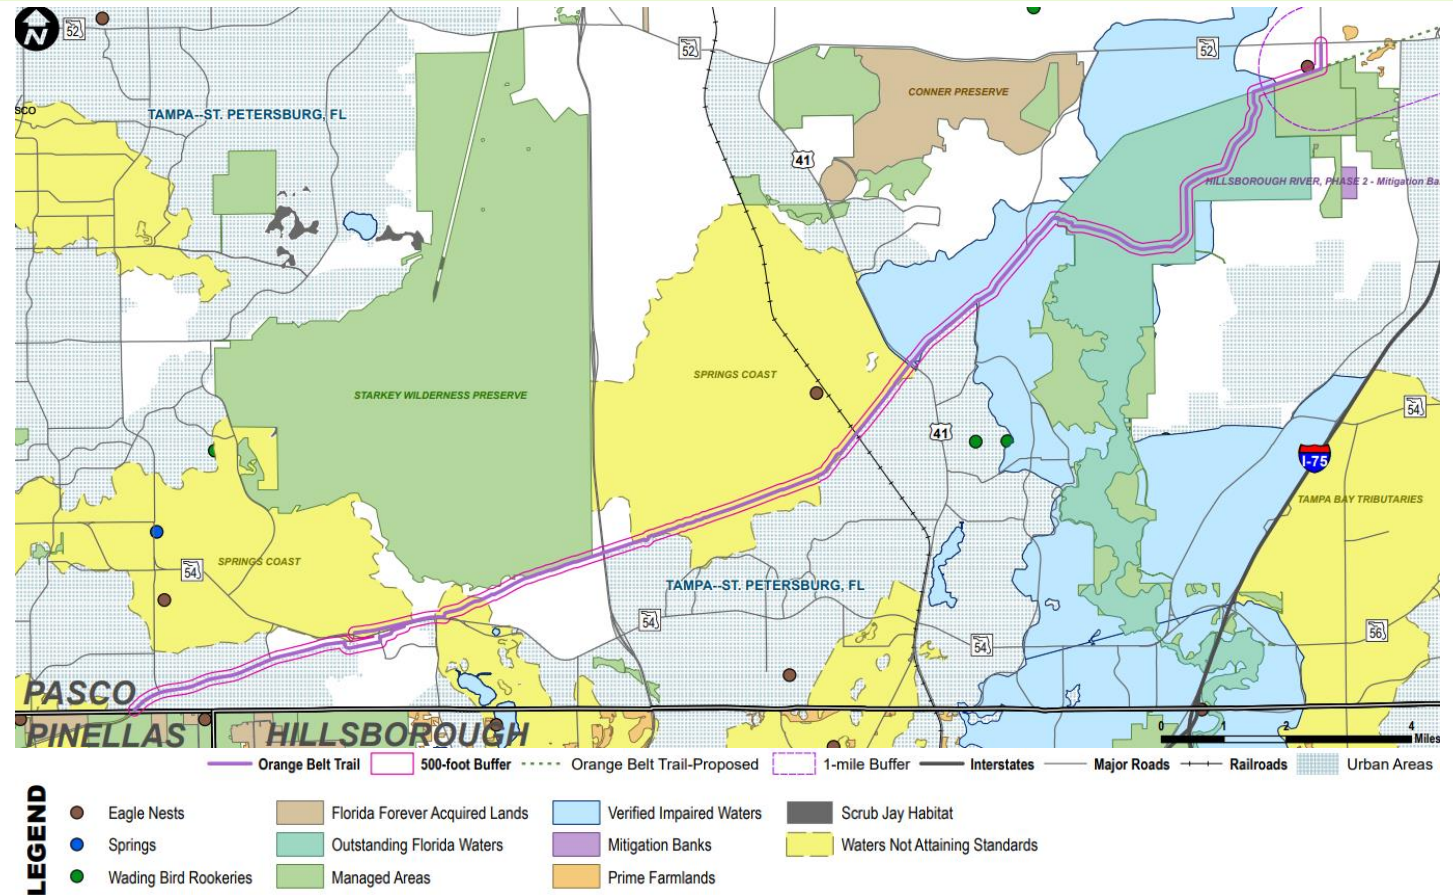 N
52
52
52
SCO
TAMPA--ST. PETERSBURG, FL
CONNER PRESERVE
41
HILLSBOROUGH RIVER, PHASE 2 - Mitigation Ba
SPRINGS COAST
STARKEY WILDERNESS PRESERVE
54
41
I-75
TAMPA BAY TRIBUTARIES
SPRINGS COAST
54
TAMPA--ST. PETERSBURG, FL
54
54
56
PASCO
PINELLAS
HILLSBOROUGH
0 1 2 4
Miles
Orange Belt Trail 500-foot Buffer Orange Belt Trail-Proposed 1-mile Buffer Interstates Major Roads Railroads Urban Areas
LEGEND
Eagle Nests Florida Forever Acquired Lands Verified Impaired Waters Scrub Jay Habitat
Springs Outstanding Florida Waters Mitigation Banks Waters Not Attaining Standards
Wading Bird Rookeries Managed Areas Prime Farmlands